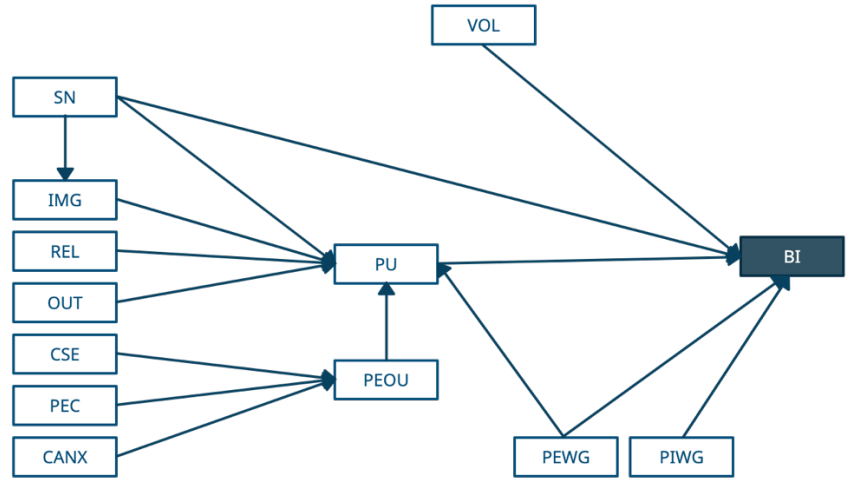 VOL
SN
IMG
REL
OUT
CSE
PEC
CANX
PU
PEOU
BI
PEWG
PIWG